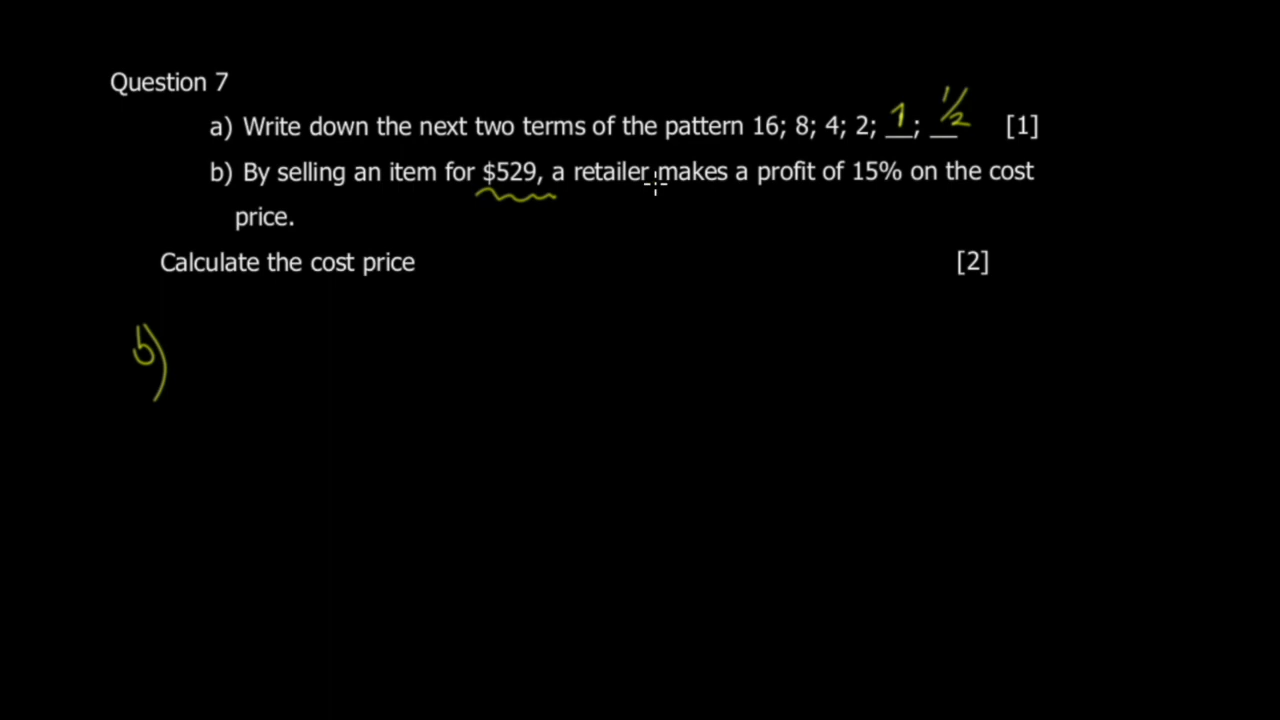 Question 7
a) Write down the next two terms of the pattern 16; 8; 4; 2; 1; 1/2 [1]
b) By selling an item for $529, a retailer makes a profit of 15% on the cost
price.
Calculate the cost price [2]
b)